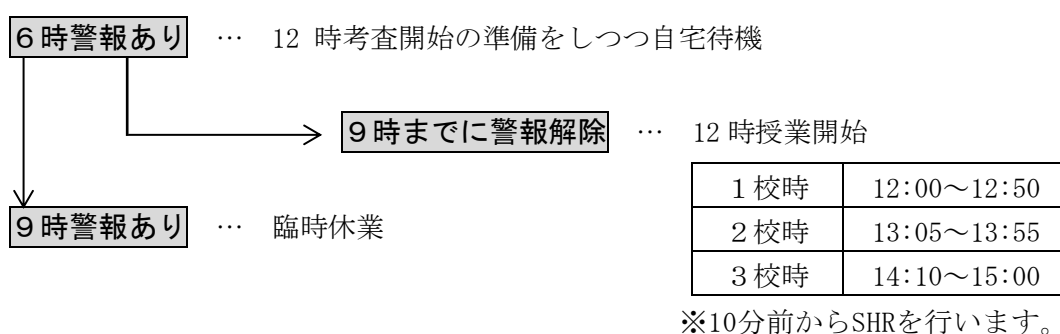 ６時警報あり … 12 時考査開始の準備をしつつ自宅待機
９時までに警報解除 … 12 時授業開始
１校時 12:00～12:50
９時警報あり … 臨時休業
２校時 13:05～13:55
３校時 14:10～15:00
※10分前からSHRを行います。